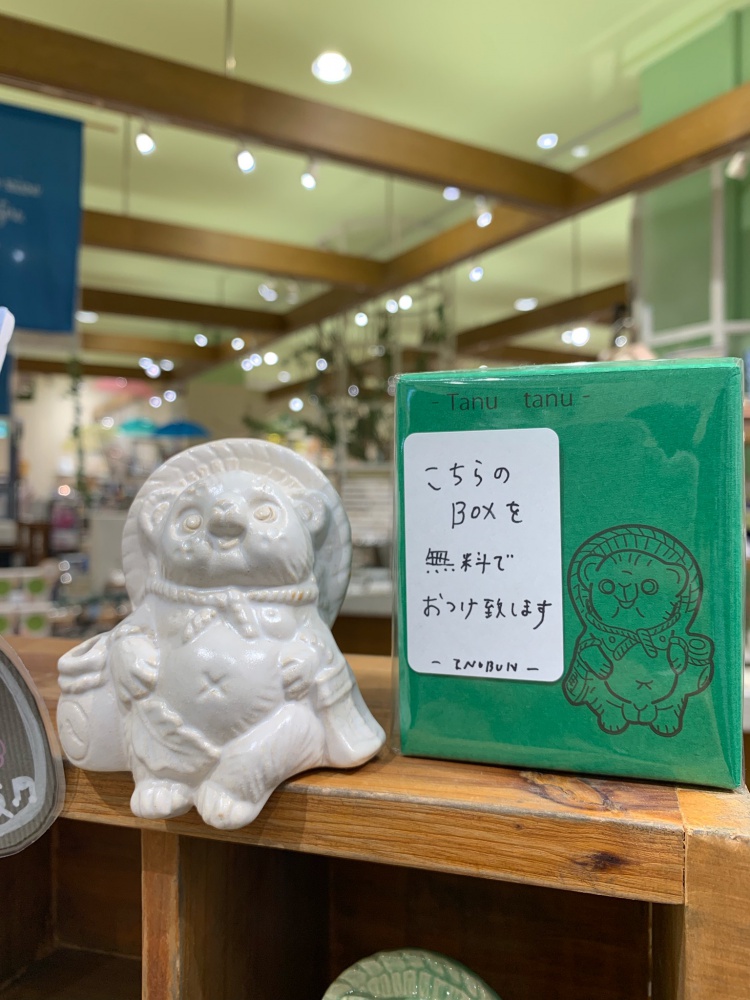 - Tanu tanu -
こちらの
BOXを
無料で
おつけ致します
- INOBUN -